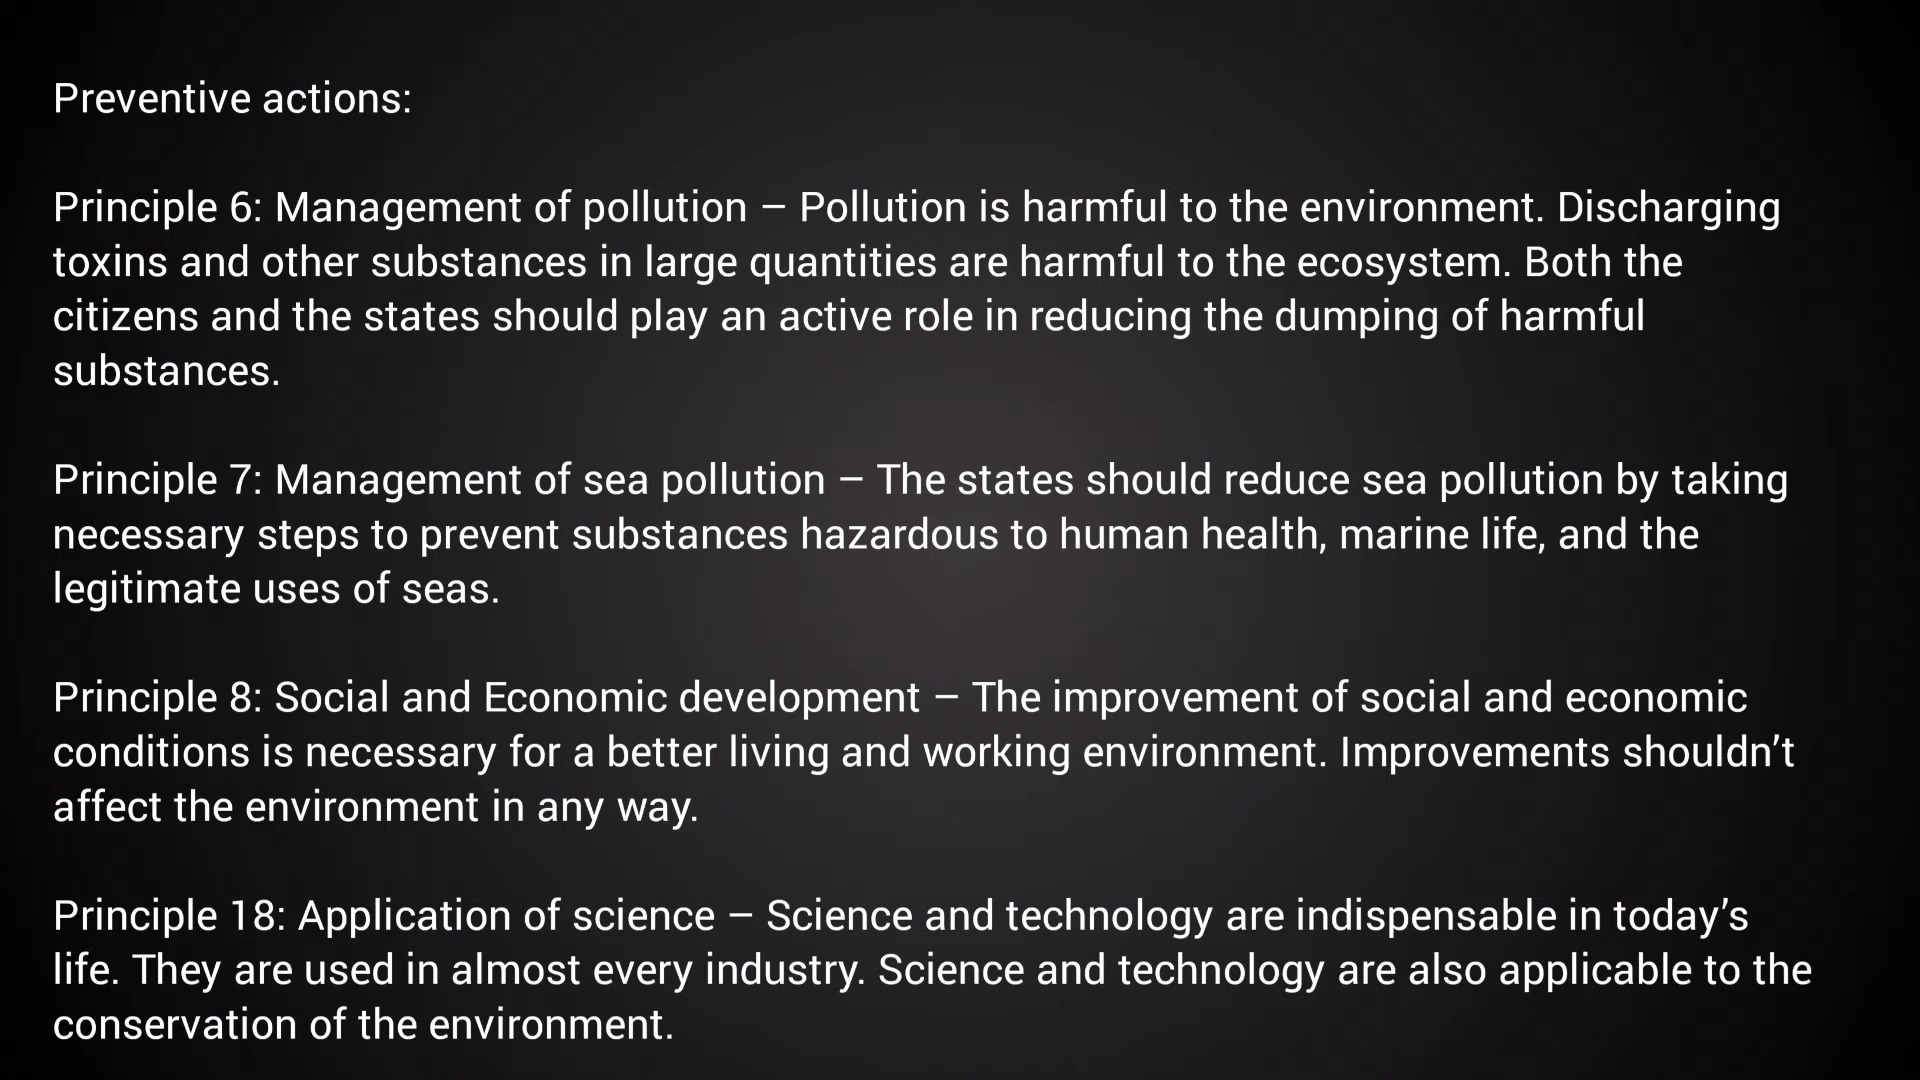 Preventive actions:
Principle 6: Management of pollution – Pollution is harmful to the environment. Discharging
toxins and other substances in large quantities are harmful to the ecosystem. Both the
citizens and the states should play an active role in reducing the dumping of harmful
substances.
Principle 7: Management of sea pollution – The states should reduce sea pollution by taking
necessary steps to prevent substances hazardous to human health, marine life, and the
legitimate uses of seas.
Principle 8: Social and Economic development – The improvement of social and economic
conditions is necessary for a better living and working environment. Improvements shouldn’t
affect the environment in any way.
Principle 18: Application of science – Science and technology are indispensable in today’s
life. They are used in almost every industry. Science and technology are also applicable to the
conservation of the environment.